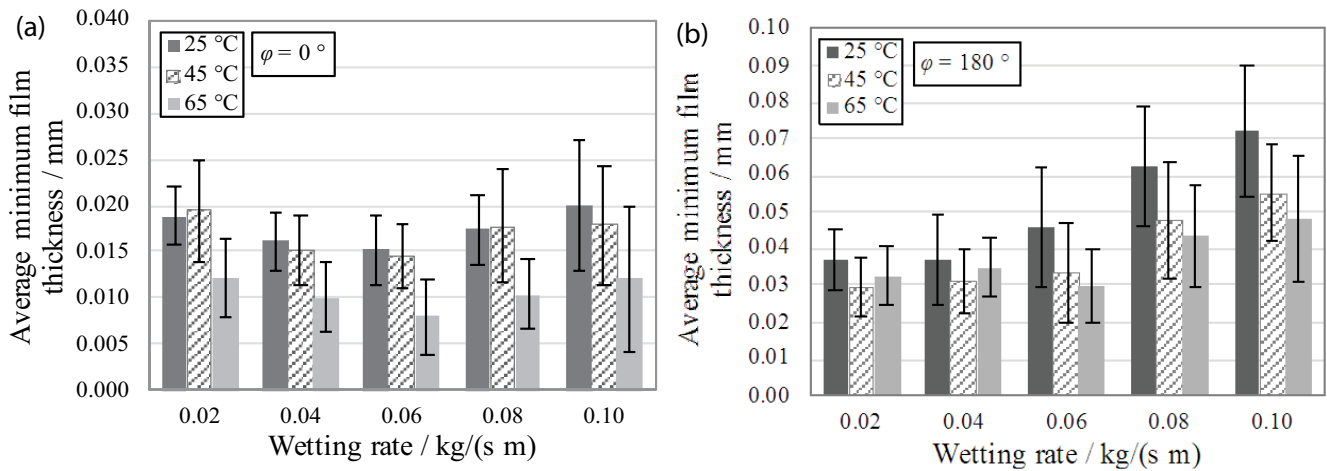 (a)
0.040
0.035
0.030
0.025
0.020
0.015
0.010
0.005
0.000
Average minimum film
thickness / mm
25 °C
45 °C
65 °C
φ = 0 °
0.02 0.04 0.06 0.08 0.10
Wetting rate / kg/(s m)
(b)
0.10
0.09
0.08
0.07
0.06
0.05
0.04
0.03
0.02
0.01
0.00
Average minimum film
thickness / mm
25 °C
45 °C
65 °C
φ = 180 °
0.02 0.04 0.06 0.08 0.10
Wetting rate / kg/(s m)